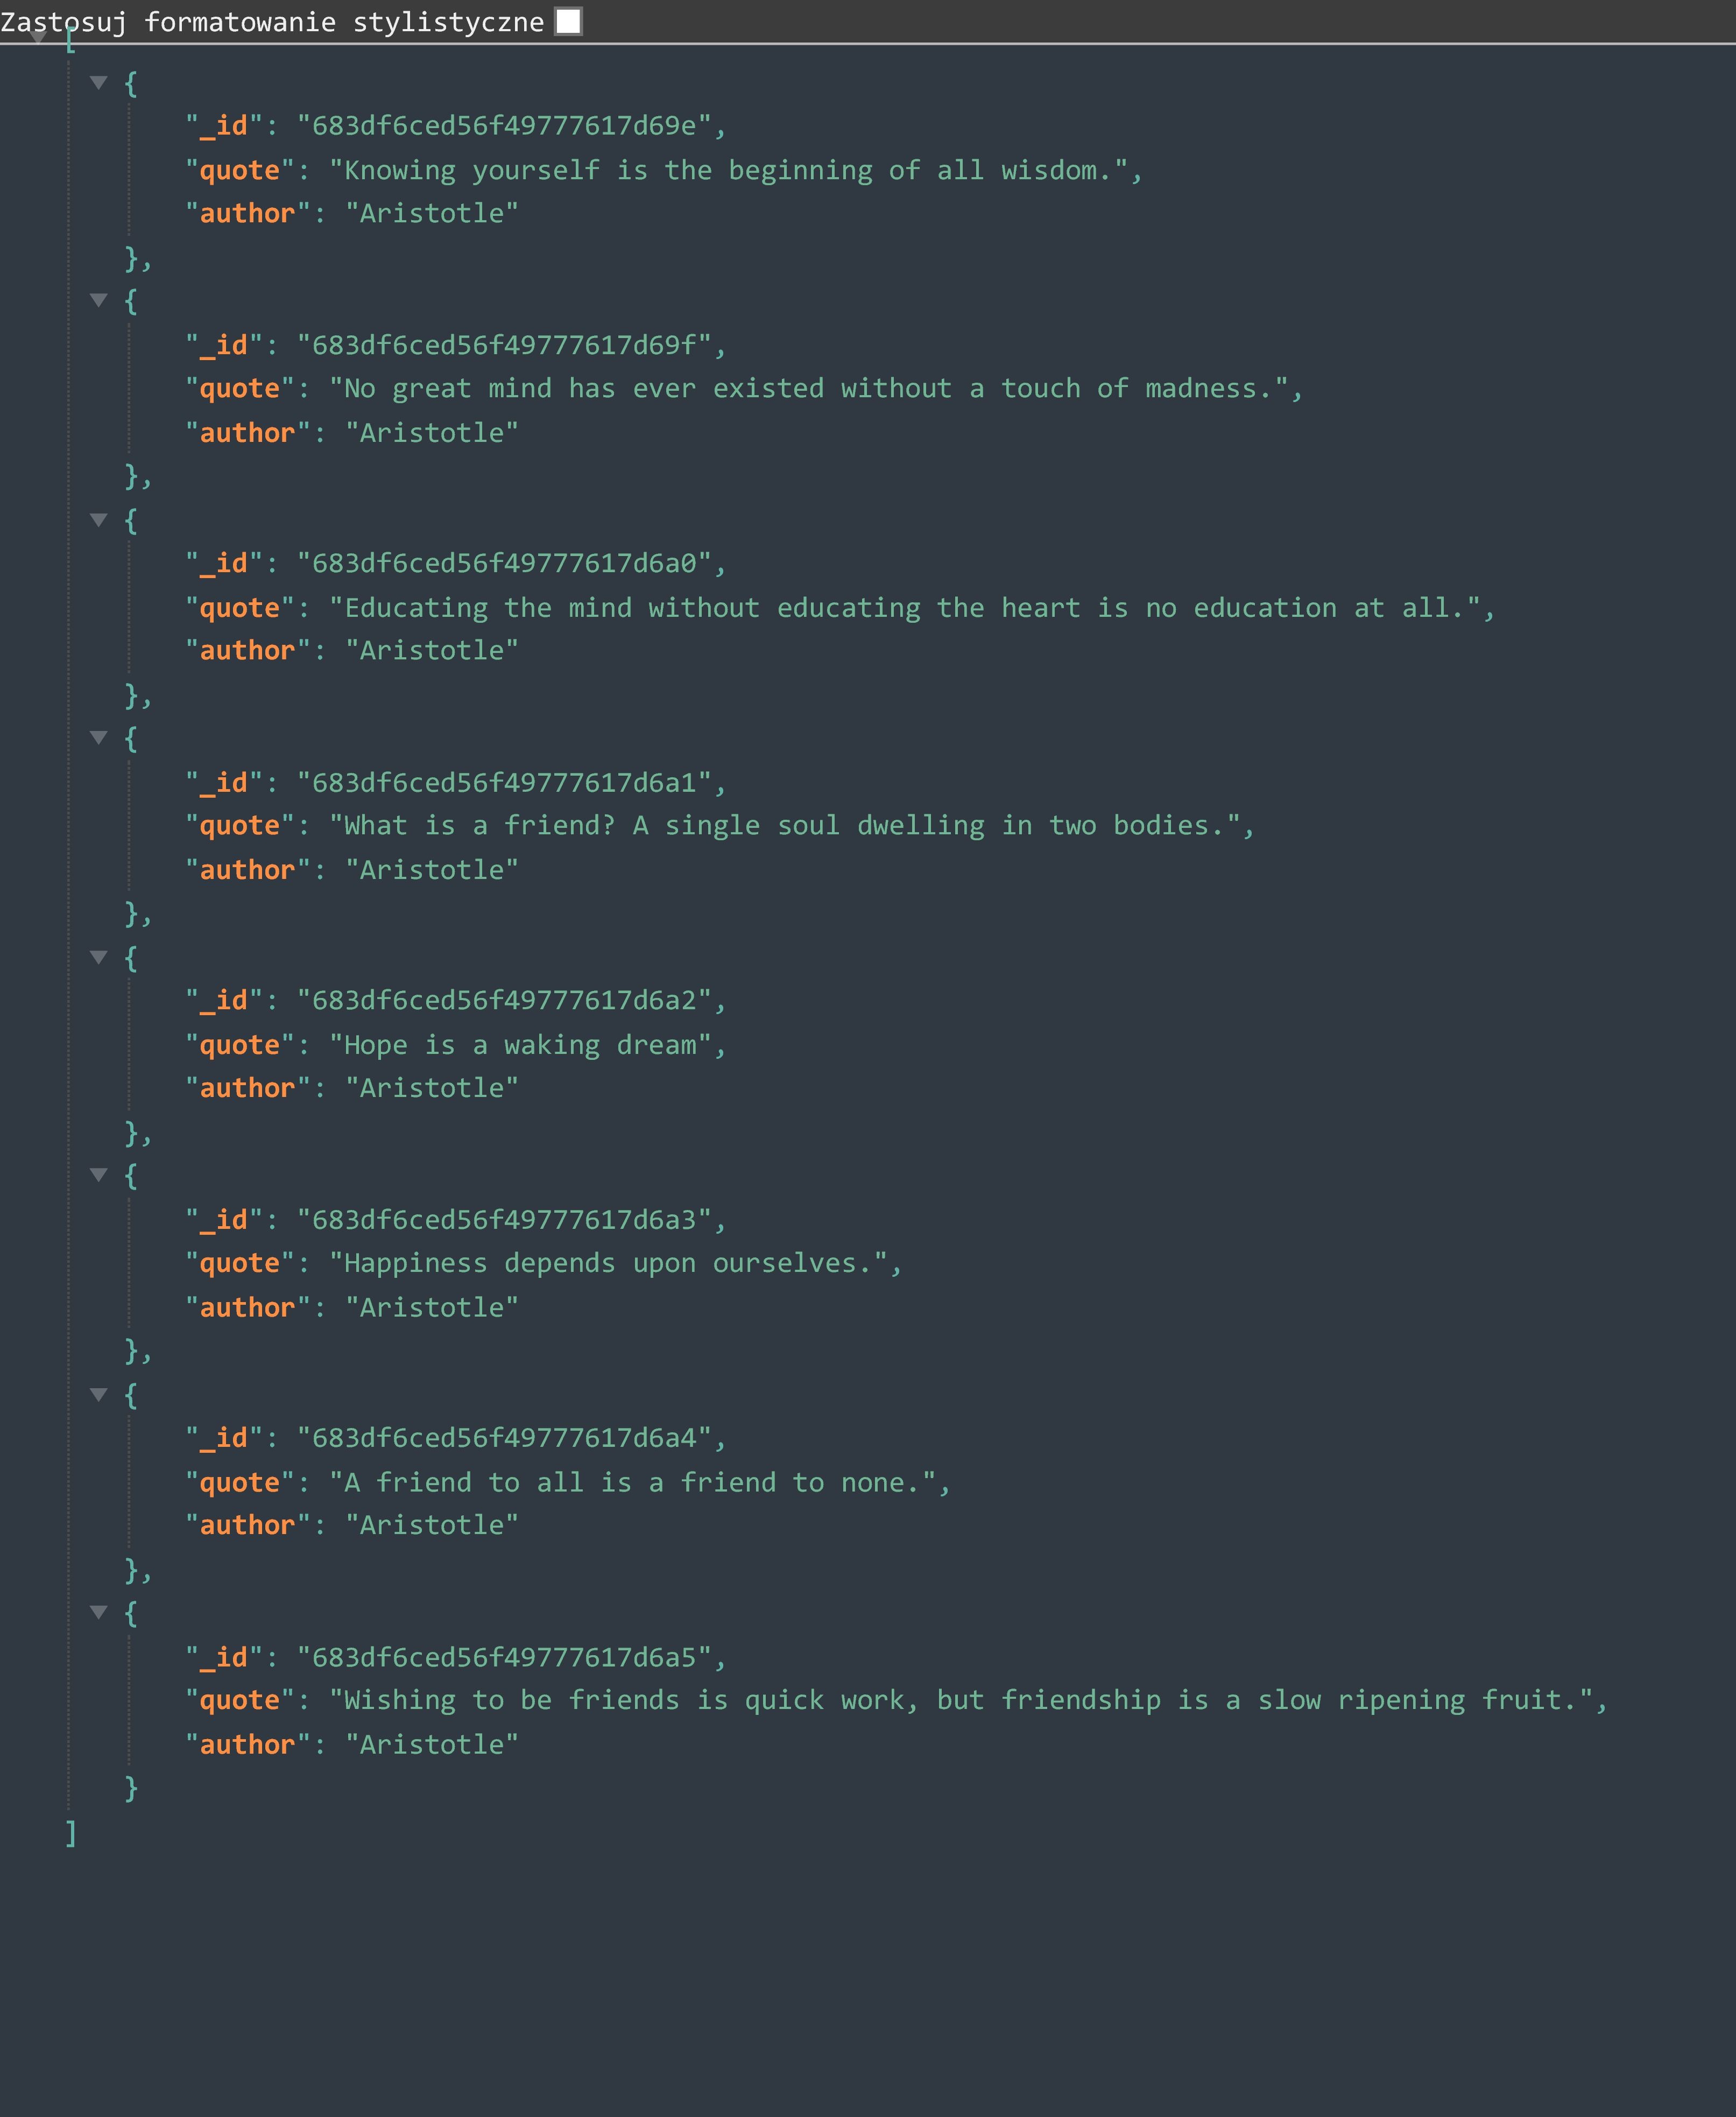 Zastosuj formatowanie stylistyczne
[
{
"_id": "683df6ced56f49777617d69e",
"quote": "Knowing yourself is the beginning of all wisdom.",
"author": "Aristotle"
},
{
"_id": "683df6ced56f49777617d69f",
"quote": "No great mind has ever existed without a touch of madness.",
"author": "Aristotle"
},
{
"_id": "683df6ced56f49777617d6a0",
"quote": "Educating the mind without educating the heart is no education at all.",
"author": "Aristotle"
},
{
"_id": "683df6ced56f49777617d6a1",
"quote": "What is a friend? A single soul dwelling in two bodies.",
"author": "Aristotle"
},
{
"_id": "683df6ced56f49777617d6a2",
"quote": "Hope is a waking dream",
"author": "Aristotle"
},
{
"_id": "683df6ced56f49777617d6a3",
"quote": "Happiness depends upon ourselves.",
"author": "Aristotle"
},
{
"_id": "683df6ced56f49777617d6a4",
"quote": "A friend to all is a friend to none.",
"author": "Aristotle"
},
{
"_id": "683df6ced56f49777617d6a5",
"quote": "Wishing to be friends is quick work, but friendship is a slow ripening fruit.",
"author": "Aristotle"
}
]